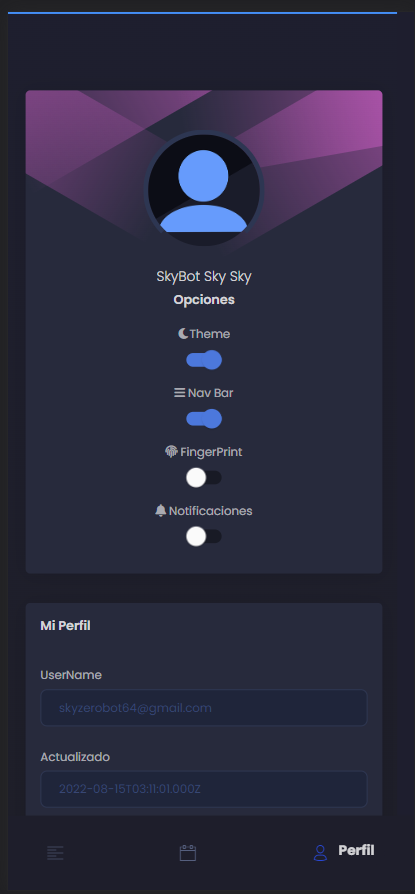 SkyBot Sky Sky
Opciones
Theme
Nav Bar
FingerPrint
Notificaciones
Mi Perfil
UserName
skyzerobot64@gmail.com
Actualizado
2022-08-15T03:11:01.000Z
Perfil